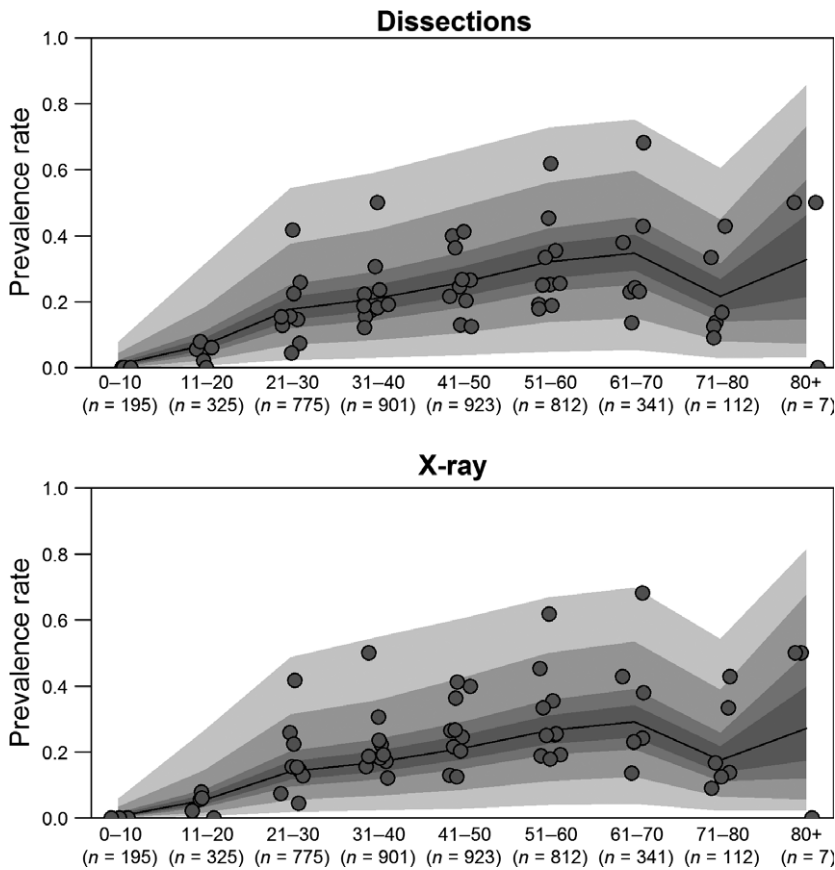 Dissections
1.0
0.8
0.6
0.4
0.2
0.0
Prevalence rate
0–10 11–20 21–30 31–40 41–50 51–60 61–70 71–80 80+
(n = 195) (n = 325) (n = 775) (n = 901) (n = 923) (n = 812) (n = 341) (n = 112) (n = 7)
X-ray
1.0
0.8
0.6
0.4
0.2
0.0
Prevalence rate
0–10 11–20 21–30 31–40 41–50 51–60 61–70 71–80 80+
(n = 195) (n = 325) (n = 775) (n = 901) (n = 923) (n = 812) (n = 341) (n = 112) (n = 7)